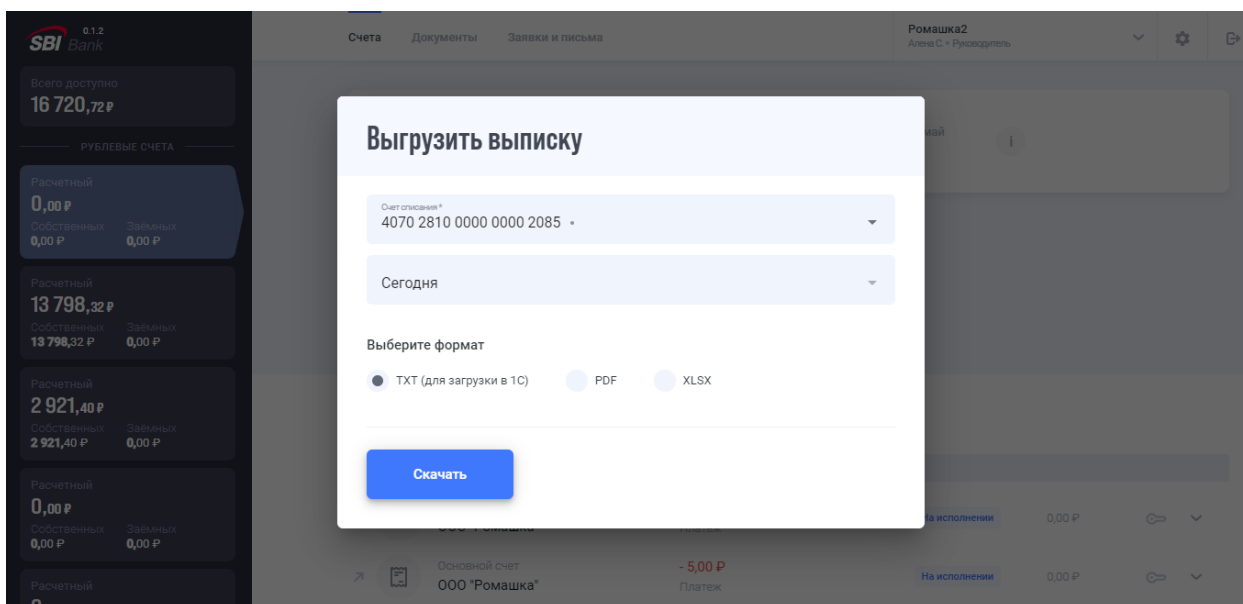 0.1.2
SBI Bank
Счета Документы Заявки и письма
Ромашка2
Алена С. • Руководитель
Всего доступно
16 720,72 ₽
РУБЛЕВЫЕ СЧЕТА
Расчетный
0,00 ₽
Собственных Заёмных
0,00 ₽ 0,00 ₽
Расчетный
13 798,32 ₽
Собственных Заёмных
13 798,32 ₽ 0,00 ₽
Расчетный
2 921,40 ₽
Собственных Заёмных
2 921,40 ₽ 0,00 ₽
Расчетный
0,00 ₽
Собственных Заёмных
0,00 ₽ 0,00 ₽
Расчетный
май
i
Выгрузить выписку
Счет списания *
4070 2810 0000 0000 2085 •
Сегодня
Выберите формат
TXT (для загрузки в 1С) PDF XLSX
Скачать
ООО "Ромашка" Платеж На исполнении 0,00 ₽
Основной счет - 5,00 ₽
ООО "Ромашка" Платеж На исполнении 0,00 ₽